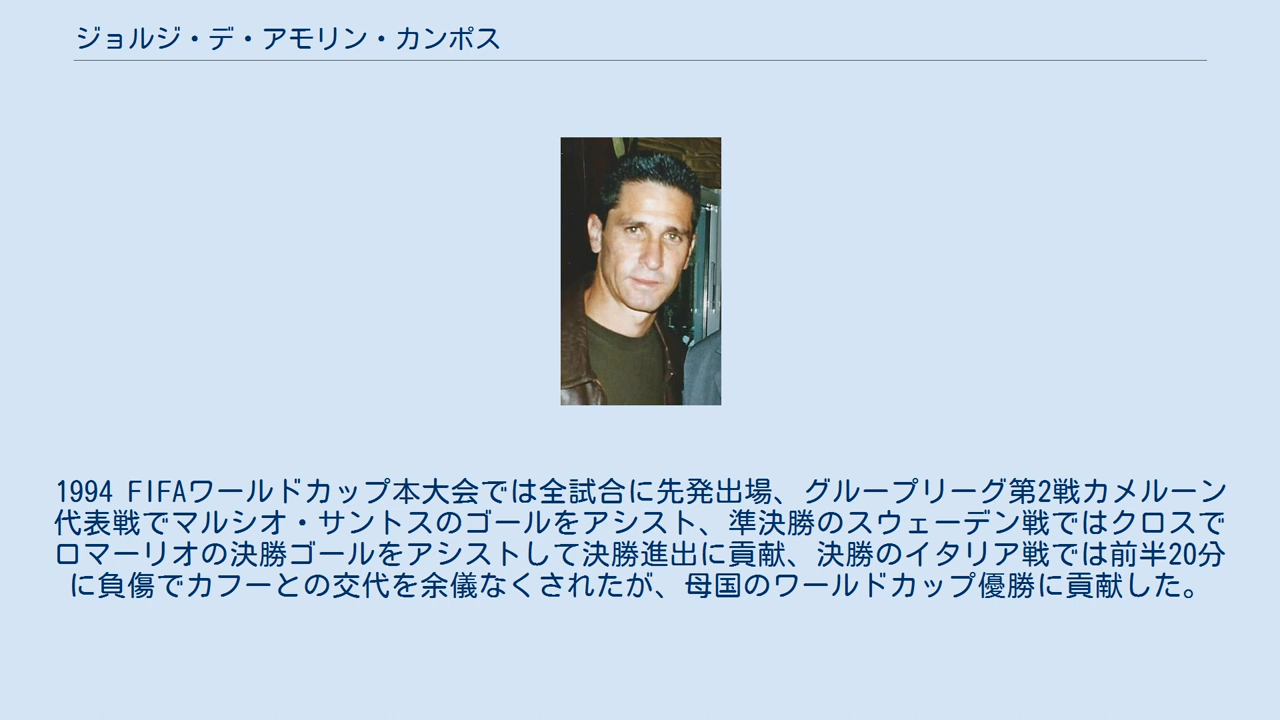 ジョルジ・デ・アモリン・カンポス
1994 FIFAワールドカップ本大会では全試合に先発出場、グループリーグ第2戦カメルーン
代表戦でマルシオ・サントスのゴールをアシスト、準決勝のスウェーデン戦ではクロスで
ロマーリオの決勝ゴールをアシストして決勝進出に貢献、決勝のイタリア戦では前半20分
に負傷でカフーとの交代を余儀なくされたが、母国のワールドカップ優勝に貢献した。